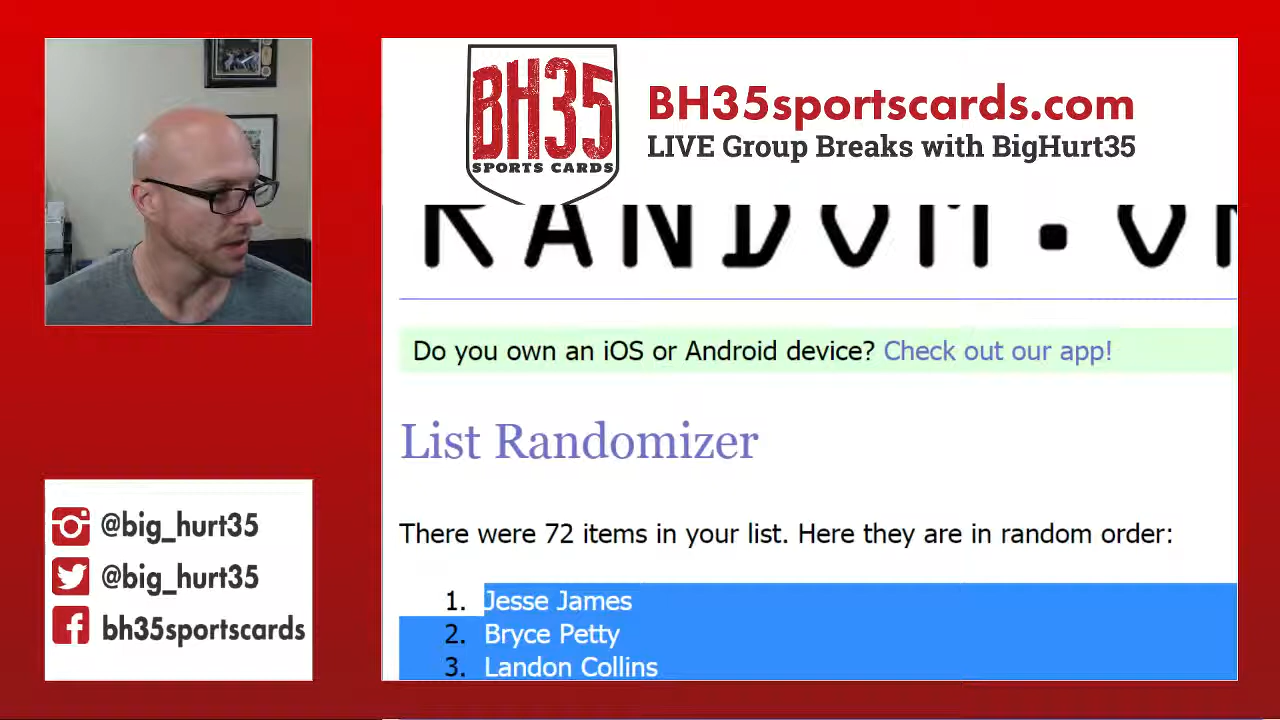 BH35
SPORTS CARDS
BH35sportscards.com
LIVE Group Breaks with BigHurt35
RANDOM.OR
Do you own an iOS or Android device? Check out our app!
List Randomizer
There were 72 items in your list. Here they are in random order:
1. Jesse James
2. Bryce Petty
3. Landon Collins
@big_hurt35
@big_hurt35
bh35sportscards